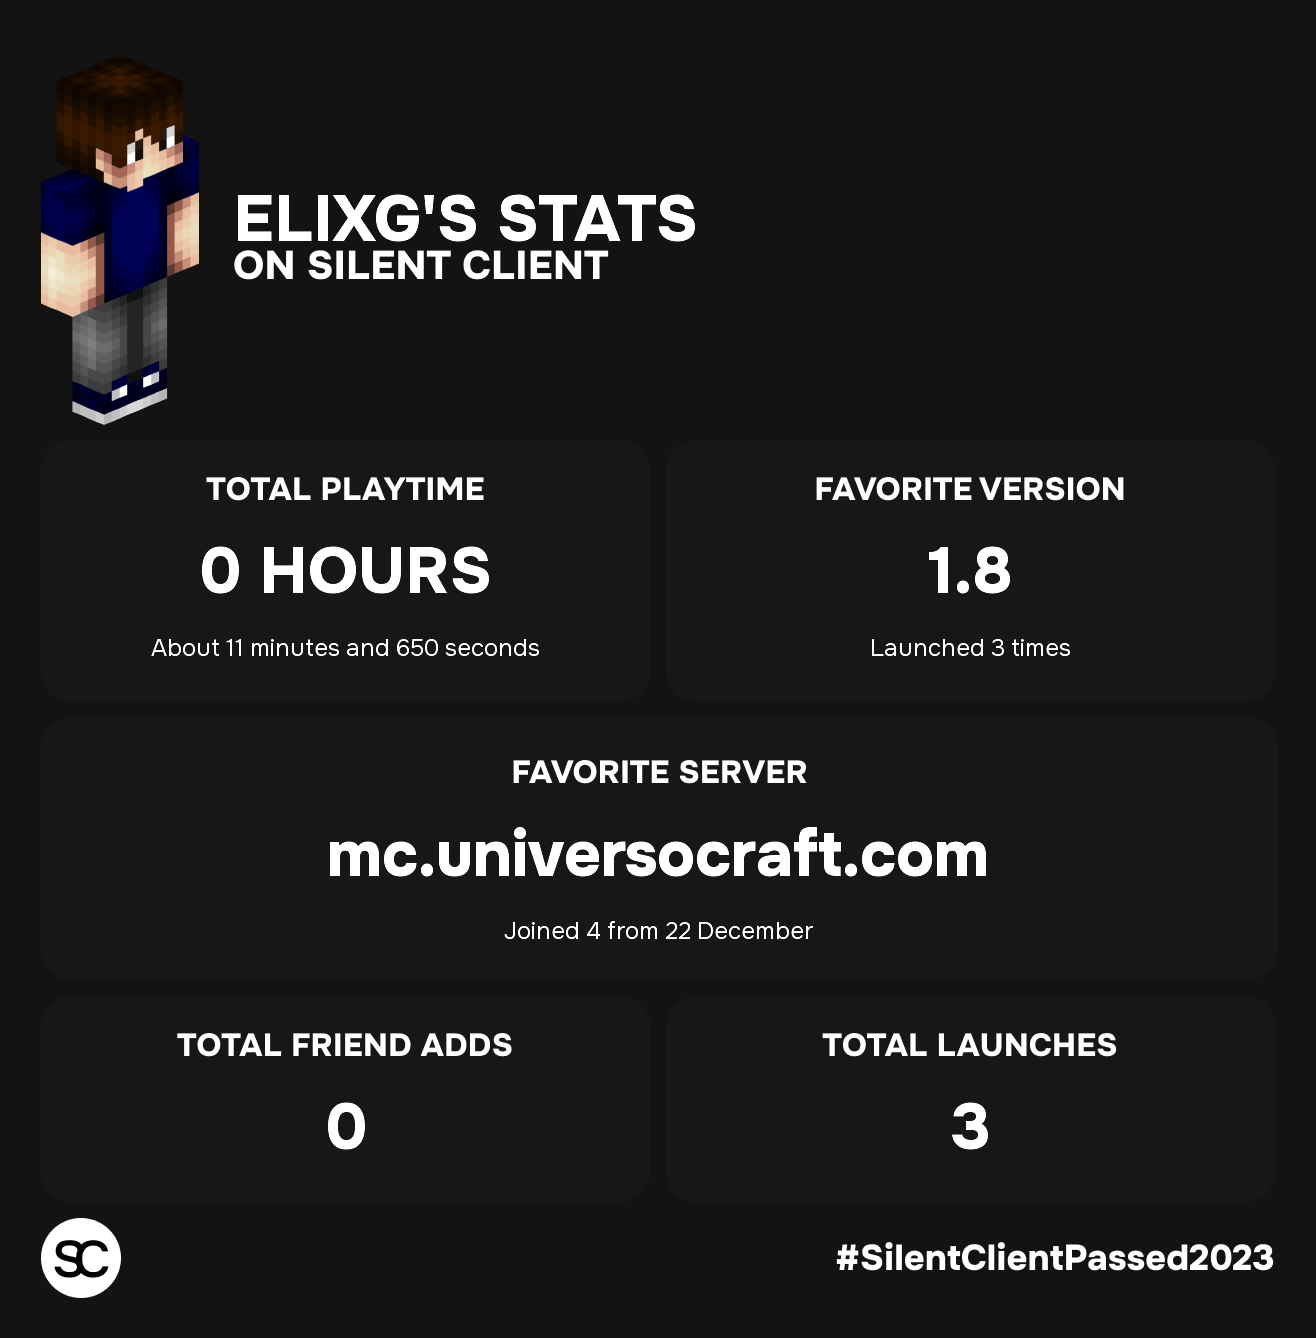 ELIXG'S STATS
ON SILENT CLIENT
TOTAL PLAYTIME
0 HOURS
About 11 minutes and 650 seconds
FAVORITE VERSION
1.8
Launched 3 times
FAVORITE SERVER
mc.universocraft.com
Joined 4 from 22 December
TOTAL FRIEND ADDS
0
TOTAL LAUNCHES
3
SC
#SilentClientPassed2023